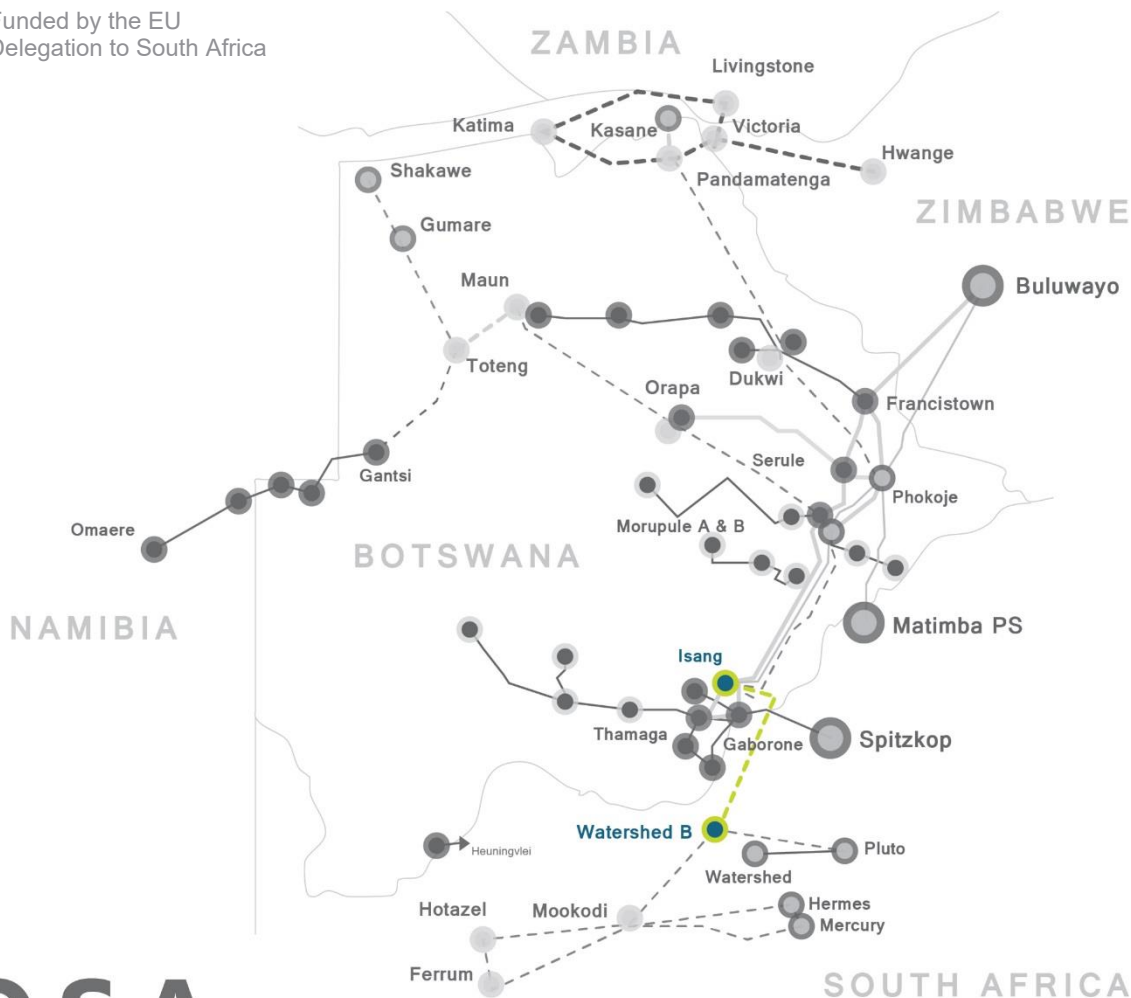 Funded by the EU
Delegation to South Africa
ZAMBIA
Livingstone
Katima
Kasane
Victoria
Hwange
Shakawe
Pandamatenga
ZIMBABWE
Gumare
Maun
Buluwayo
Toteng
Dukwi
Orapa
Francistown
Serule
Gantsi
Phokoje
Omaere
Morupule A & B
BOTSWANA
NAMIBIA
Matimba PS
Isang
Thamaga
Gaborone
Spitzkop
Watershed B
Heuningvlei
Pluto
Watershed
Hotazel
Mookodi
Hermes
Mercury
Ferrum
SOUTH AFRICA